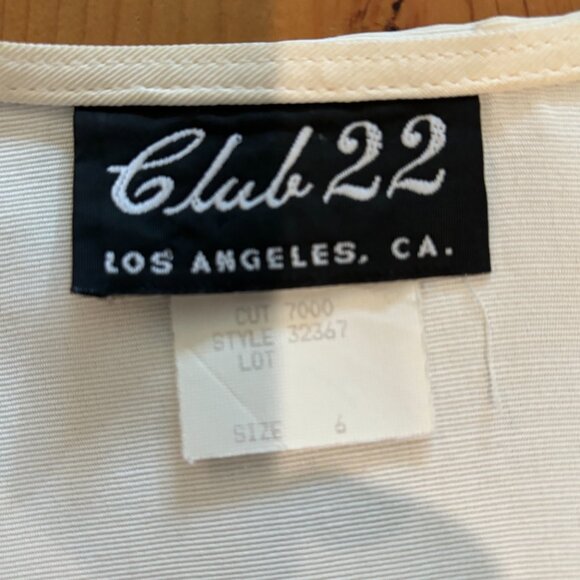 Club 22
LOS ANGELES, CA.
CUT 7000
STYLE 32367
LOT
SIZE 6